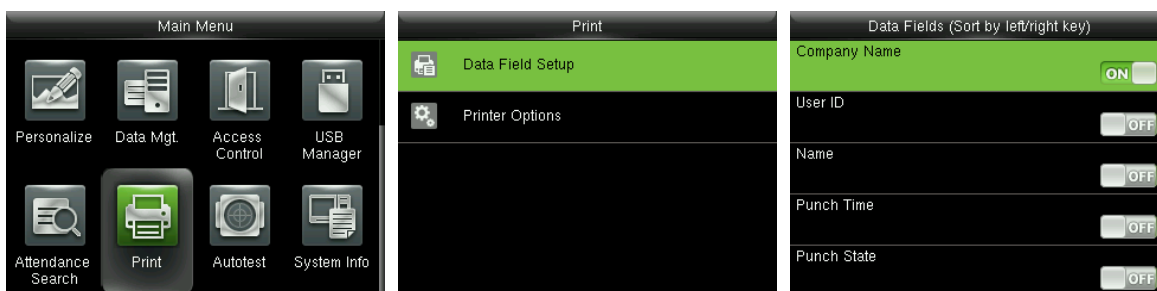 Main Menu
Personalize
Data Mgt.
Access
Control
USB
Manager
Attendance
Search
Print
Autotest
System Info
Print
Data Field Setup
Printer Options
Data Fields (Sort by left/right key)
Company Name
ON
User ID
OFF
Name
OFF
Punch Time
OFF
Punch State
OFF